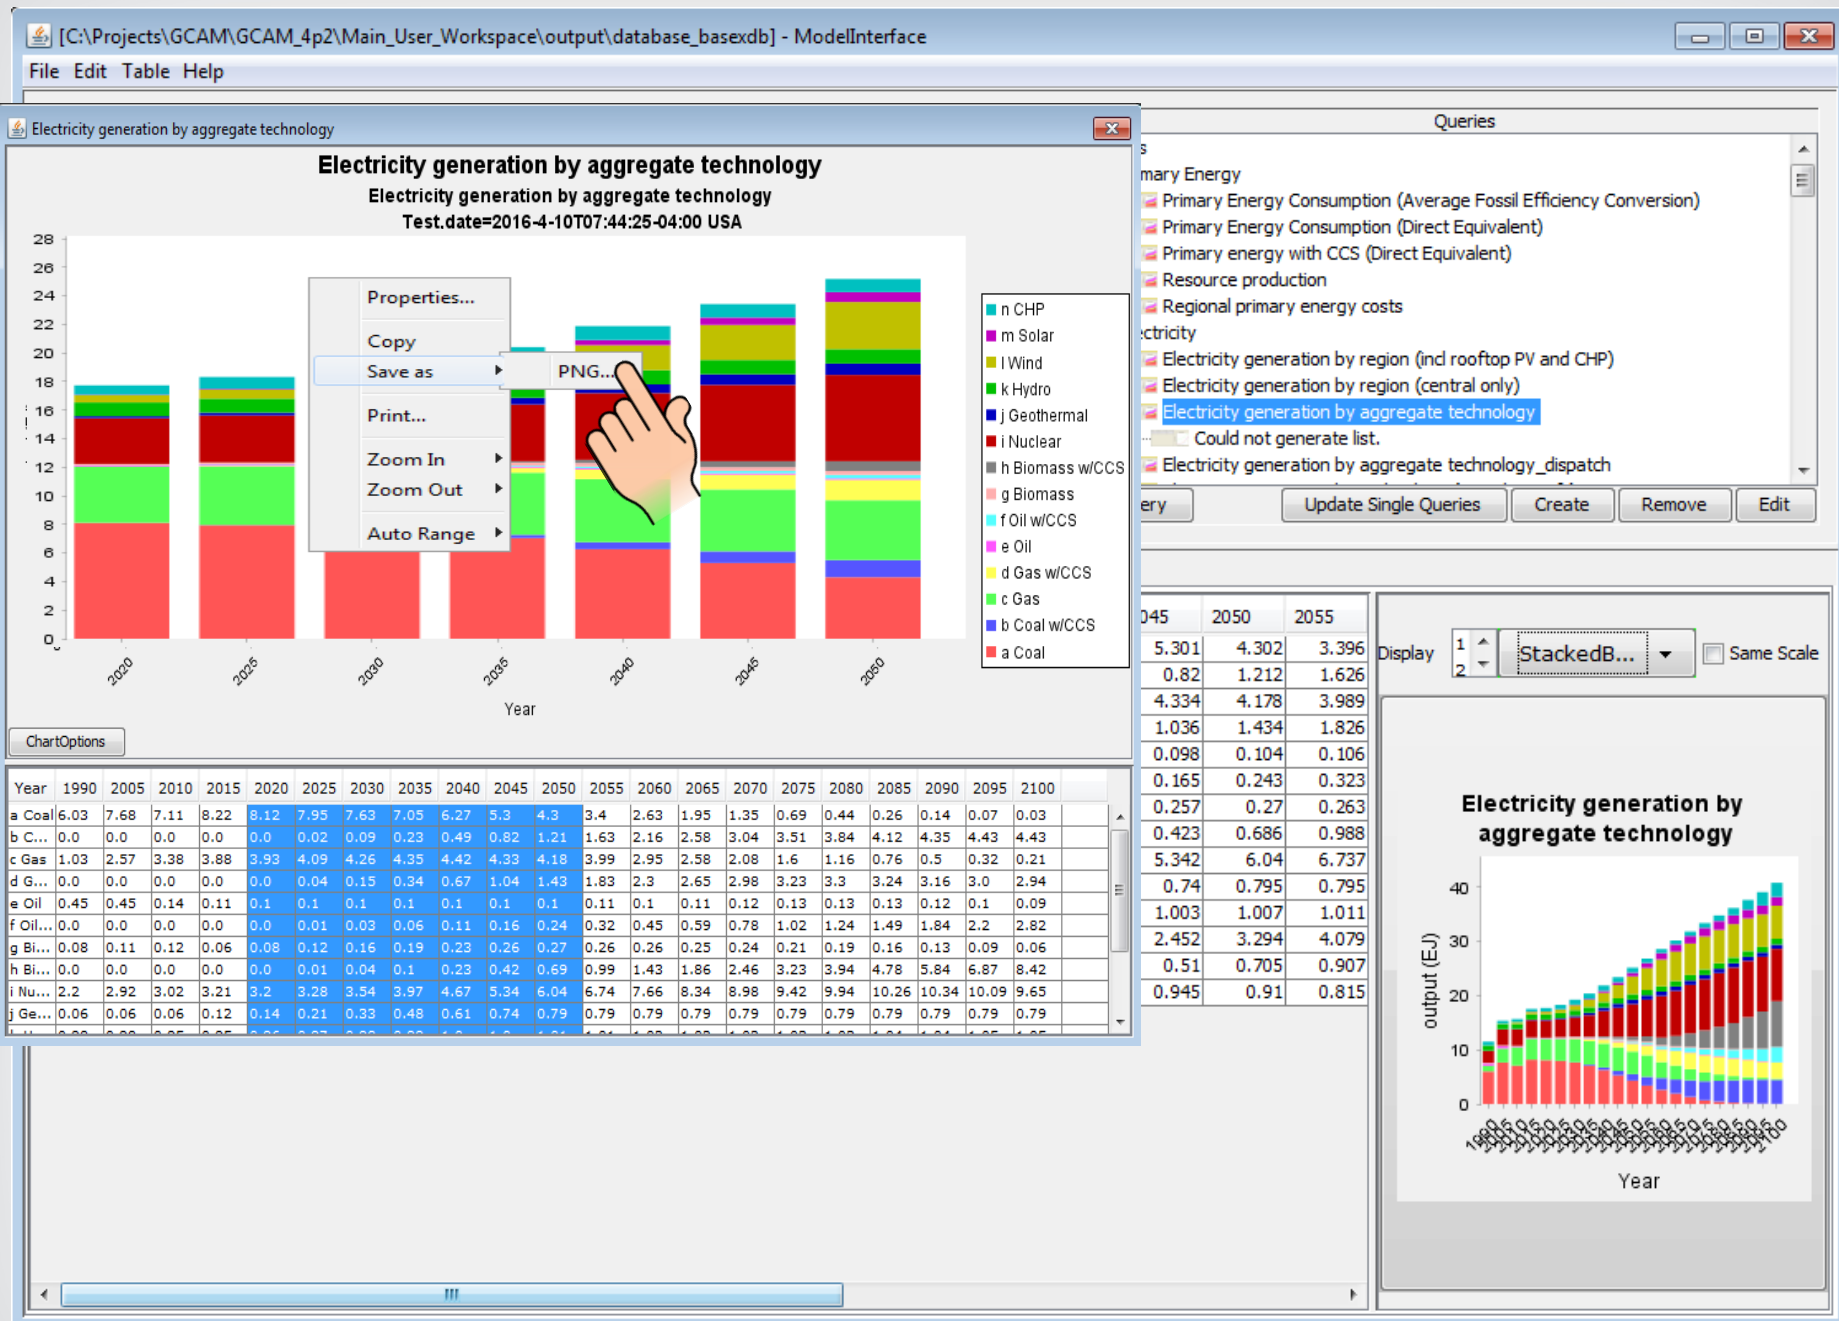 [C:\Projects\GCAM\GCAM_4p2\Main_User_Workspace\output\database_basexdb] - ModelInterface
File Edit Table Help
Electricity generation by aggregate technology
Electricity generation by aggregate technology
Electricity generation by aggregate technology
Test.date=2016-4-10T07:44:25-04:00 USA
28
26
24
22
20
18
16
14
12
10
8
6
4
2
0
2020 2025 2030 2035 2040 2045 2050
Year
Properties...
Copy
Save as
PNG...
Print...
Zoom In
Zoom Out
Auto Range
n CHP
m Solar
l Wind
k Hydro
j Geothermal
i Nuclear
h Biomass w/CCS
g Biomass
f Oil w/CCS
e Oil
d Gas w/CCS
c Gas
b Coal w/CCS
a Coal
ChartOptions
Year 1990 2005 2010 2015 2020 2025 2030 2035 2040 2045 2050 2055 2060 2065 2070 2075 2080 2085 2090 2095 2100
a Coal 6.03 7.68 7.11 8.22 8.12 7.95 7.63 7.05 6.27 5.3 4.3 3.4 2.63 1.95 1.35 0.69 0.44 0.26 0.14 0.07 0.03
b C... 0.0 0.0 0.0 0.0 0.0 0.02 0.09 0.23 0.49 0.82 1.21 1.63 2.16 2.58 3.04 3.51 3.84 4.12 4.35 4.43 4.43
c Gas 1.03 2.57 3.38 3.88 3.93 4.09 4.26 4.35 4.42 4.33 4.18 3.99 2.95 2.58 2.08 1.6 1.16 0.76 0.5 0.32 0.21
d G... 0.0 0.0 0.0 0.0 0.0 0.04 0.15 0.34 0.67 1.04 1.43 1.83 2.3 2.65 2.98 3.23 3.3 3.24 3.16 3.0 2.94
e Oil 0.45 0.45 0.14 0.11 0.1 0.1 0.1 0.1 0.1 0.1 0.1 0.11 0.1 0.11 0.12 0.13 0.13 0.13 0.12 0.1 0.09
f Oil... 0.0 0.0 0.0 0.0 0.0 0.01 0.03 0.06 0.11 0.16 0.24 0.32 0.45 0.59 0.78 1.02 1.24 1.49 1.84 2.2 2.82
g Bi... 0.08 0.11 0.12 0.06 0.08 0.12 0.16 0.19 0.23 0.26 0.27 0.26 0.26 0.25 0.24 0.21 0.19 0.16 0.13 0.09 0.06
h Bi... 0.0 0.0 0.0 0.0 0.0 0.01 0.04 0.1 0.23 0.42 0.69 0.99 1.43 1.86 2.46 3.23 3.94 4.78 5.84 6.87 8.42
i Nu... 2.2 2.92 3.02 3.21 3.2 3.28 3.54 3.97 4.67 5.34 6.04 6.74 7.66 8.34 8.98 9.42 9.94 10.26 10.34 10.09 9.65
j Ge... 0.06 0.06 0.06 0.12 0.14 0.21 0.33 0.48 0.61 0.74 0.79 0.79 0.79 0.79 0.79 0.79 0.79 0.79 0.79 0.79 0.79
Queries
mary Energy
Primary Energy Consumption (Average Fossil Efficiency Conversion)
Primary Energy Consumption (Direct Equivalent)
Primary energy with CCS (Direct Equivalent)
Resource production
Regional primary energy costs
ectricity
Electricity generation by region (incl rooftop PV and CHP)
Electricity generation by region (central only)
Electricity generation by aggregate technology
Could not generate list.
Electricity generation by aggregate technology_dispatch
ery Update Single Queries Create Remove Edit
045 2050 2055
5.301 4.302 3.396
0.82 1.212 1.626
4.334 4.178 3.989
1.036 1.434 1.826
0.098 0.104 0.106
0.165 0.243 0.323
0.257 0.27 0.263
0.423 0.686 0.988
5.342 6.04 6.737
0.74 0.795 0.795
1.003 1.007 1.011
2.452 3.294 4.079
0.51 0.705 0.907
0.945 0.91 0.815
Display 1 2 StackedB... Same Scale
Electricity generation by
aggregate technology
output (EJ)
40
30
20
10
0
1990 2005 2010 2015 2020 2025 2030 2035 2040 2045 2050 2055 2060 2065 2070 2075 2080 2085 2090 2095 2100
Year